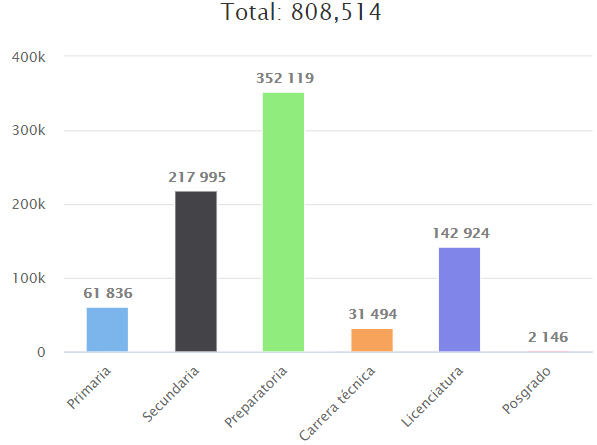 Total: 808,514
400k
300k
200k
100k
0
61 836
217 995
352 119
31 494
142 924
2 146
Primaria
Secundaria
Preparatoria
Carrera técnica
Licenciatura
Posgrado